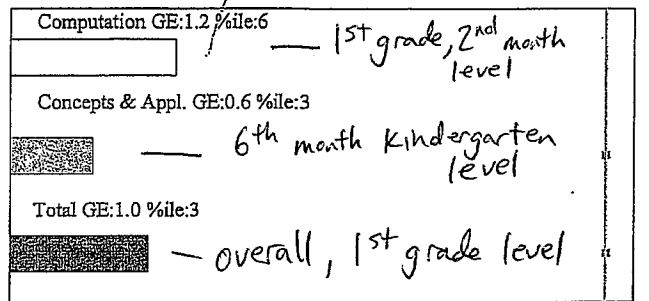 Computation GE:1.2 %ile:6
1st grade, 2nd month
level
Concepts & Appl. GE:0.6 %ile:3
6th month Kindergarten
level
Total GE:1.0 %ile:3
overall, 1st grade level